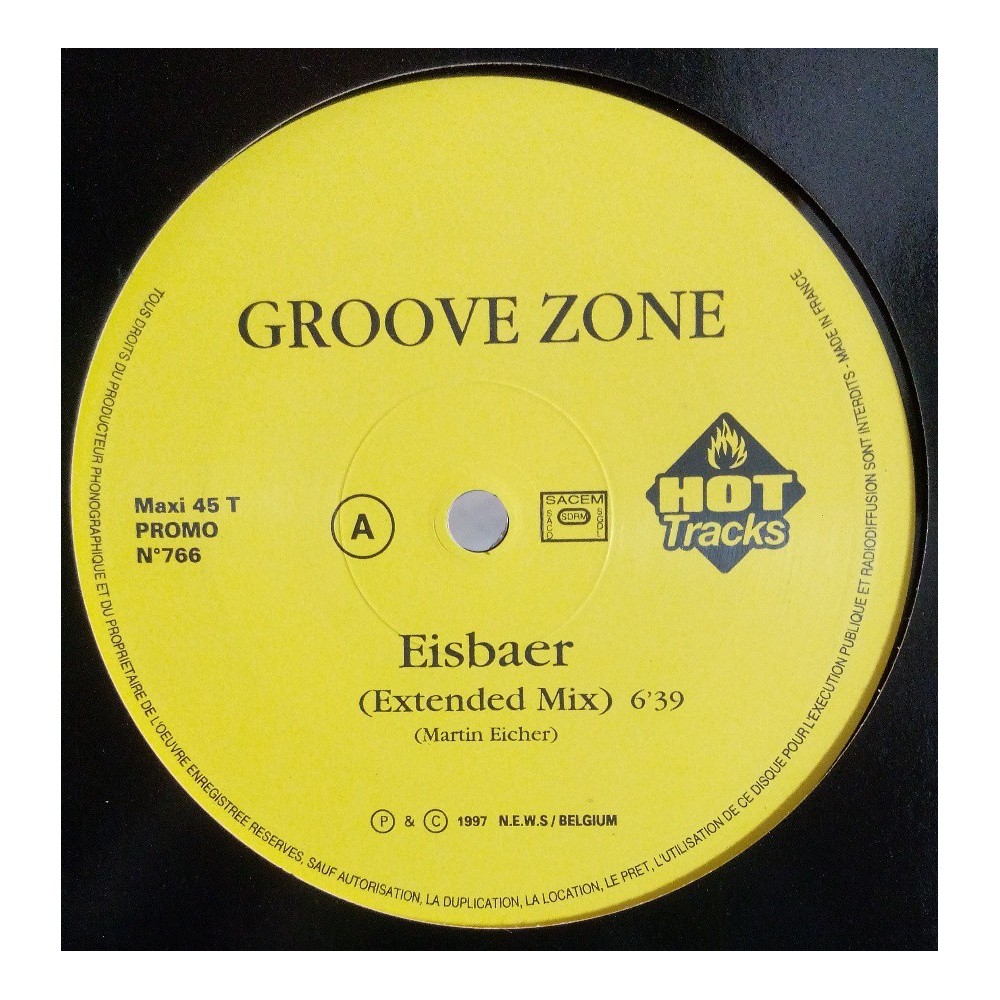 GROOVE ZONE
HOT
Tracks
Maxi 45 T
PROMO
N°766
A
SACEM
SACD
SDRM
SGDL
Eisbaer
(Extended Mix) 6'39
(Martin Eicher)
P & C 1997 N.E.W.S / BELGIUM
TOUS DROITS DU PRODUCTEUR PHONOGRAPHIQUE ET DU PROPRIETAIRE DE L'OEUVRE ENREGISTREE RESERVES, SAUF AUTORISATION, LA DUPLICATION, LA LOCATION, LE PRET, L'UTILISATION DE CE DISQUE POUR L'EXECUTION PUBLIQUE ET RADIODIFFUSION SONT INTERDITS - MADE IN FRANCE